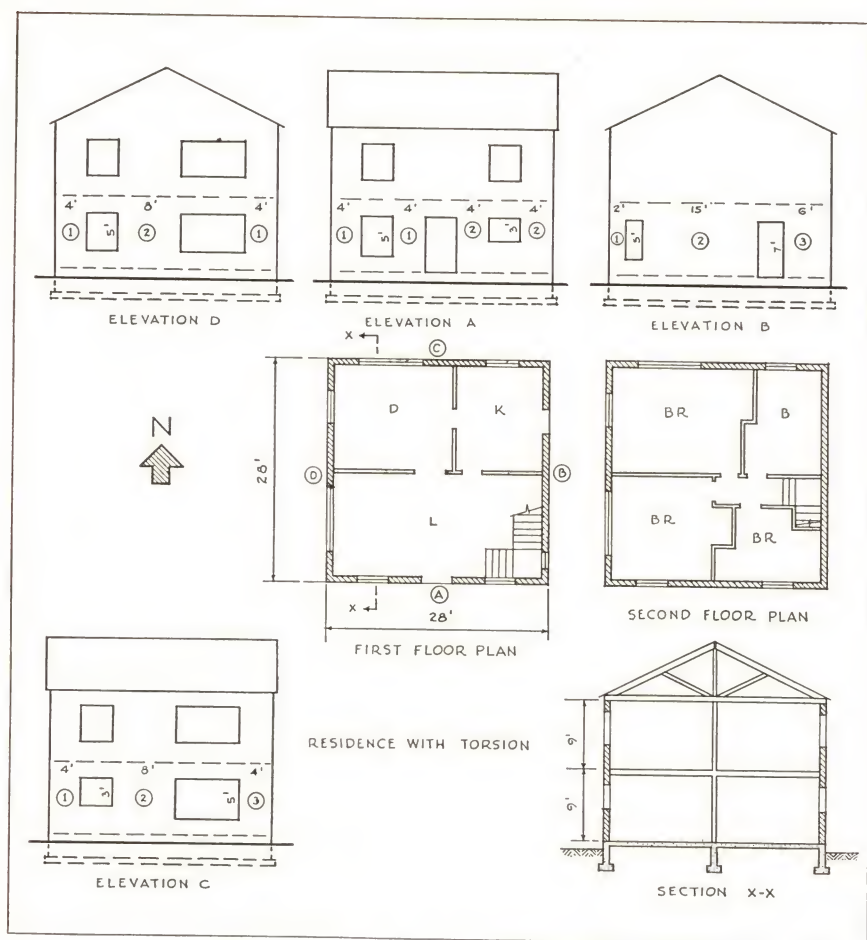 4' 8' 4'
1 5' 2 1
ELEVATION D
4' 4' 4' 4'
1 5' 1 2 3' 2
ELEVATION A
2' 15' 6'
1 5' 2 7' 3
ELEVATION B
N
X
C
D K
28'
D B
L
X A
28'
FIRST FLOOR PLAN
BR B
BR BR
SECOND FLOOR PLAN
4' 8' 4'
1 3' 2 5' 3
ELEVATION C
RESIDENCE WITH TORSION
9'
9'
SECTION X-X